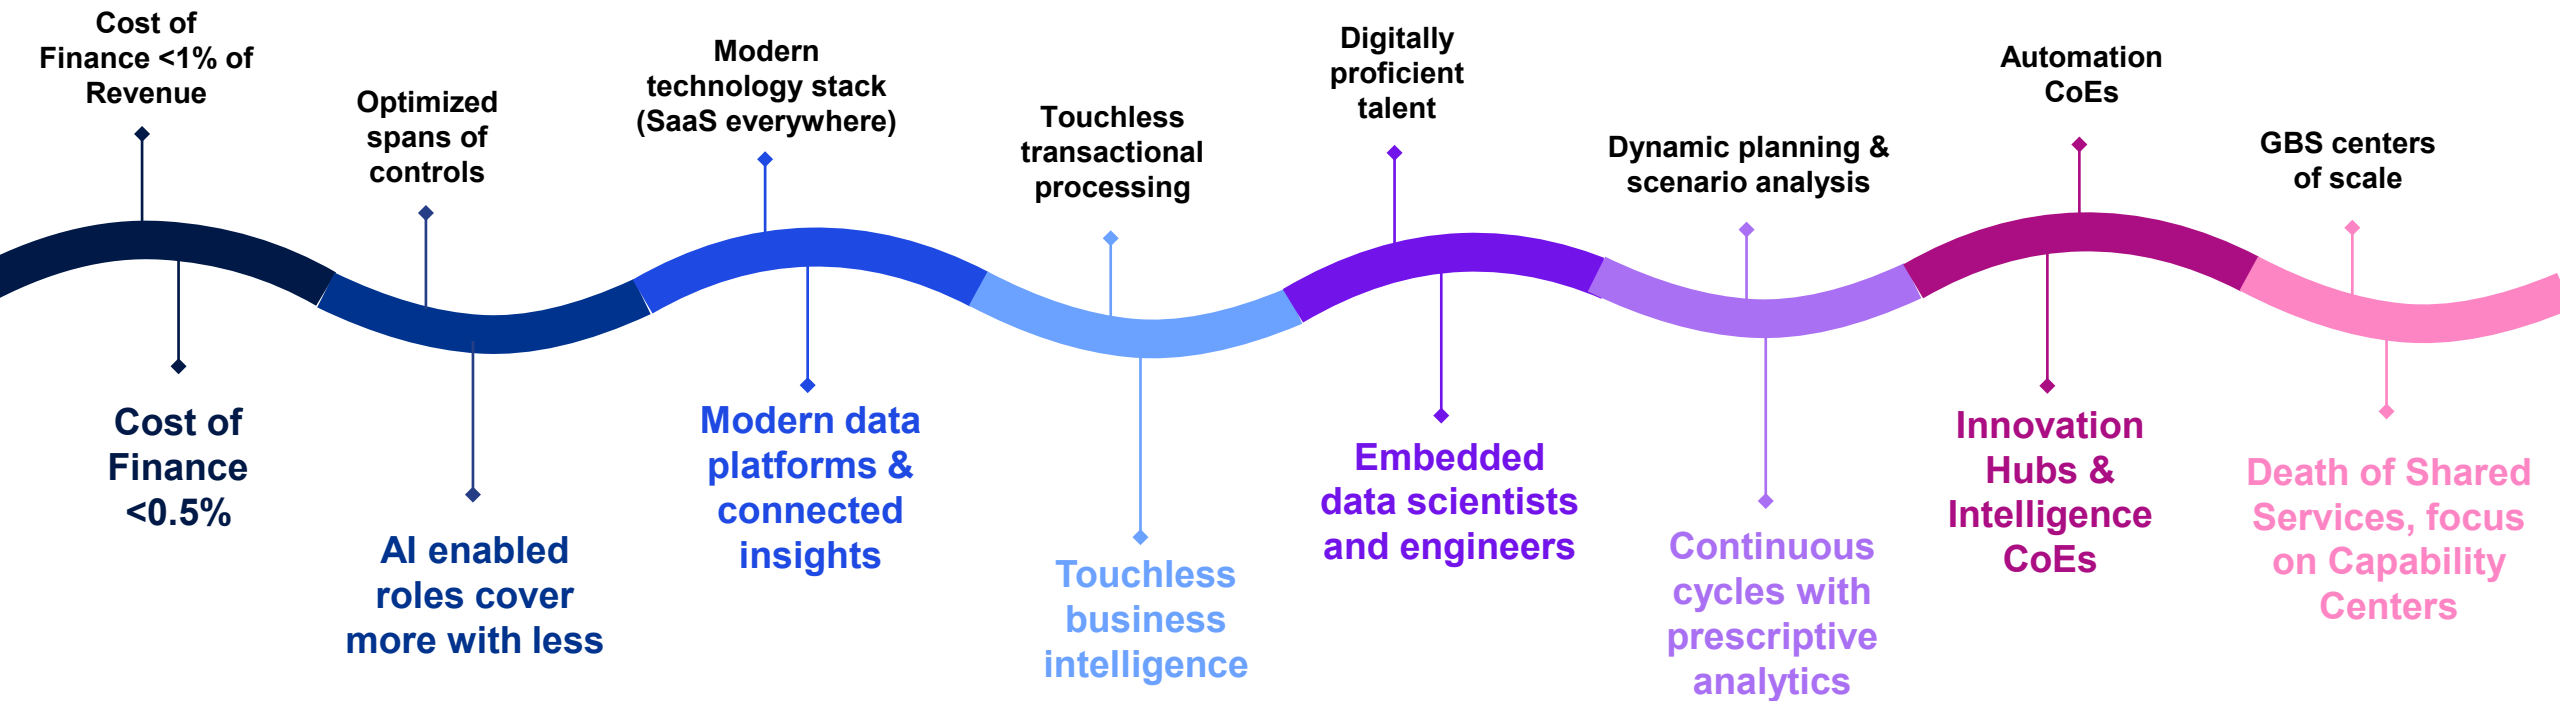 Cost of
Finance <1% of
Revenue
Optimized
spans of
controls
Modern
technology stack
(SaaS everywhere)
Touchless
transactional
processing
Digitally
proficient
talent
Dynamic planning &
scenario analysis
Automation
CoEs
GBS centers
of scale
Cost of
Finance
<0.5%
AI enabled
roles cover
more with less
Modern data
platforms &
connected
insights
Touchless
business
intelligence
Embedded
data scientists
and engineers
Continuous
cycles with
prescriptive
analytics
Innovation
Hubs &
Intelligence
CoEs
Death of Shared
Services, focus
on Capability
Centers